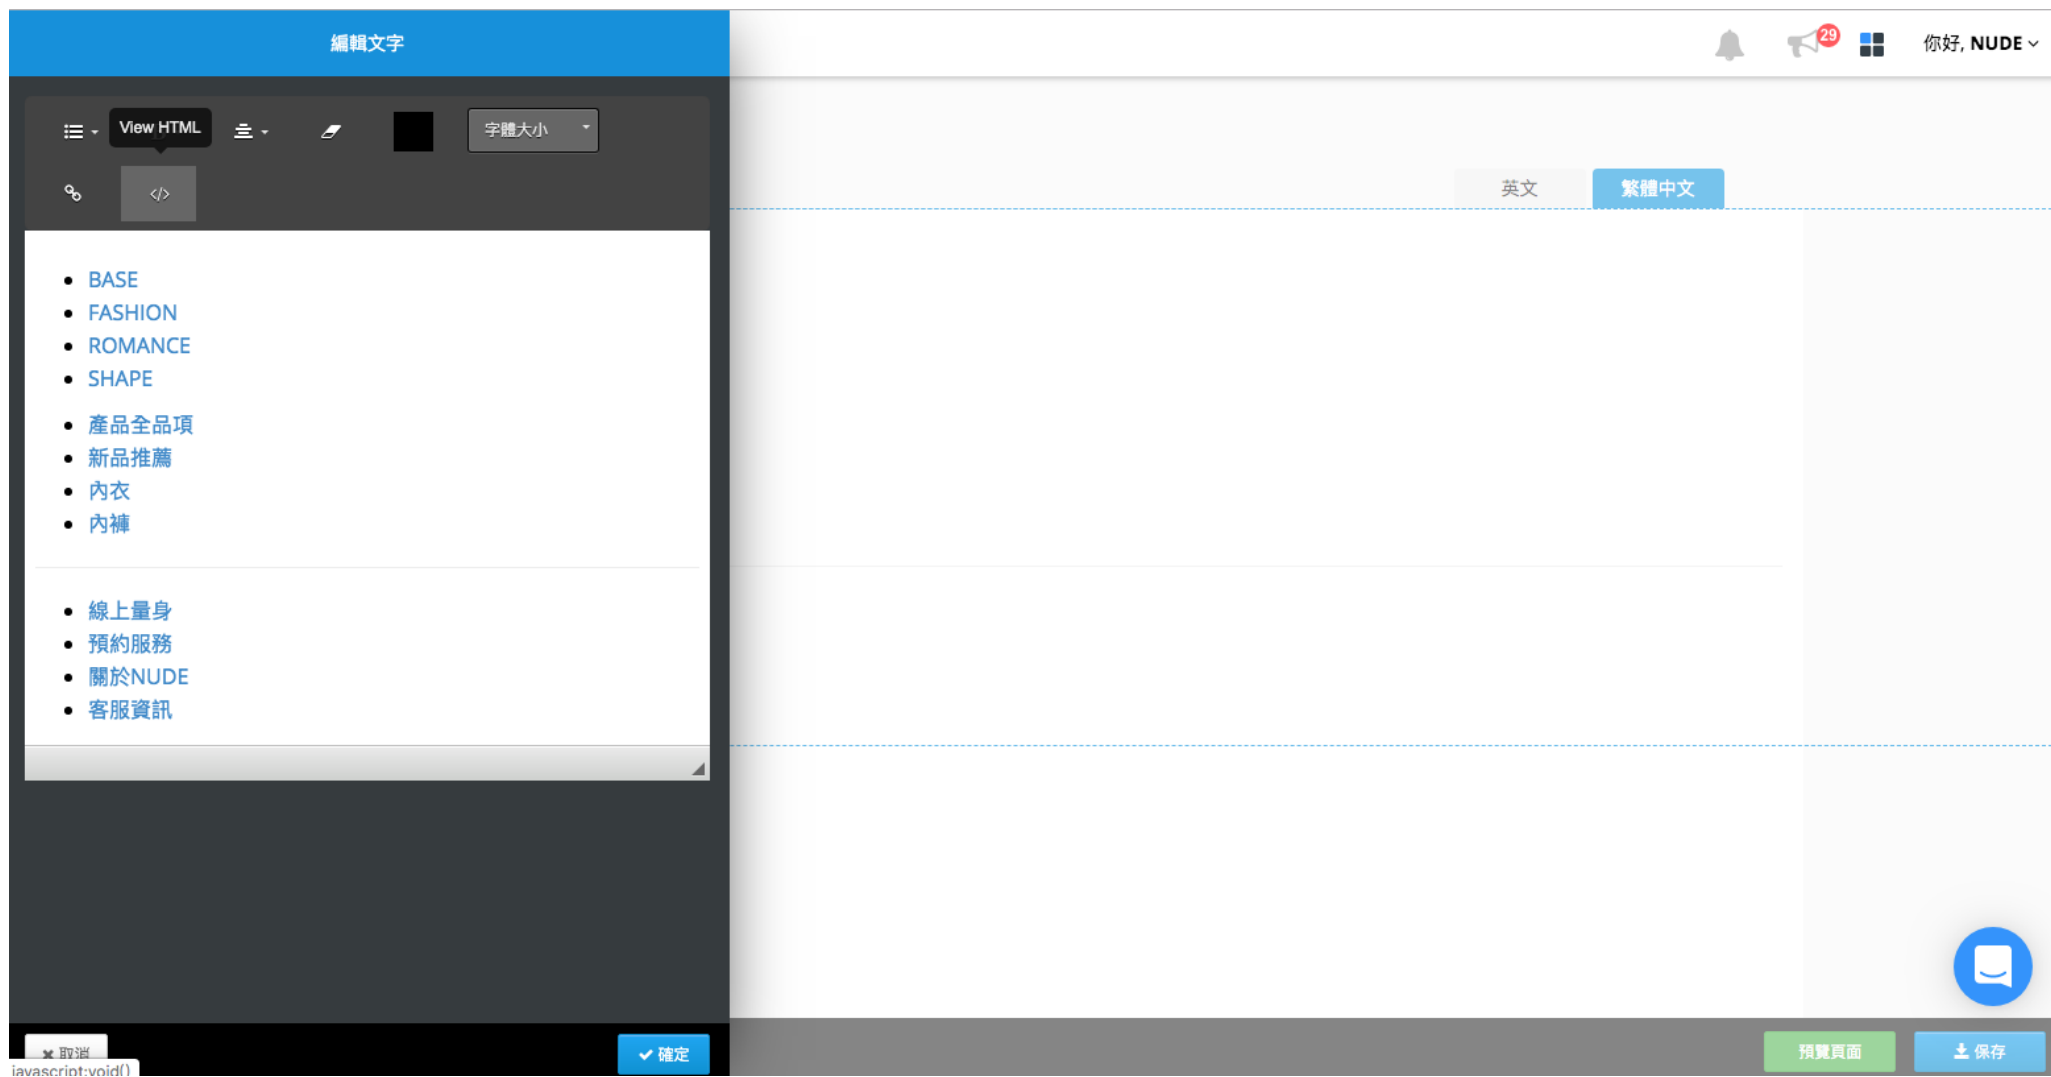 編輯文字
29
你好, NUDE
View HTML
字體大小
</>
英文
繁體中文
BASE
FASHION
ROMANCE
SHAPE
產品全品項
新品推薦
內衣
內褲
線上量身
預約服務
關於NUDE
客服資訊
取消
確定
預覽頁面
保存
javascript:void()